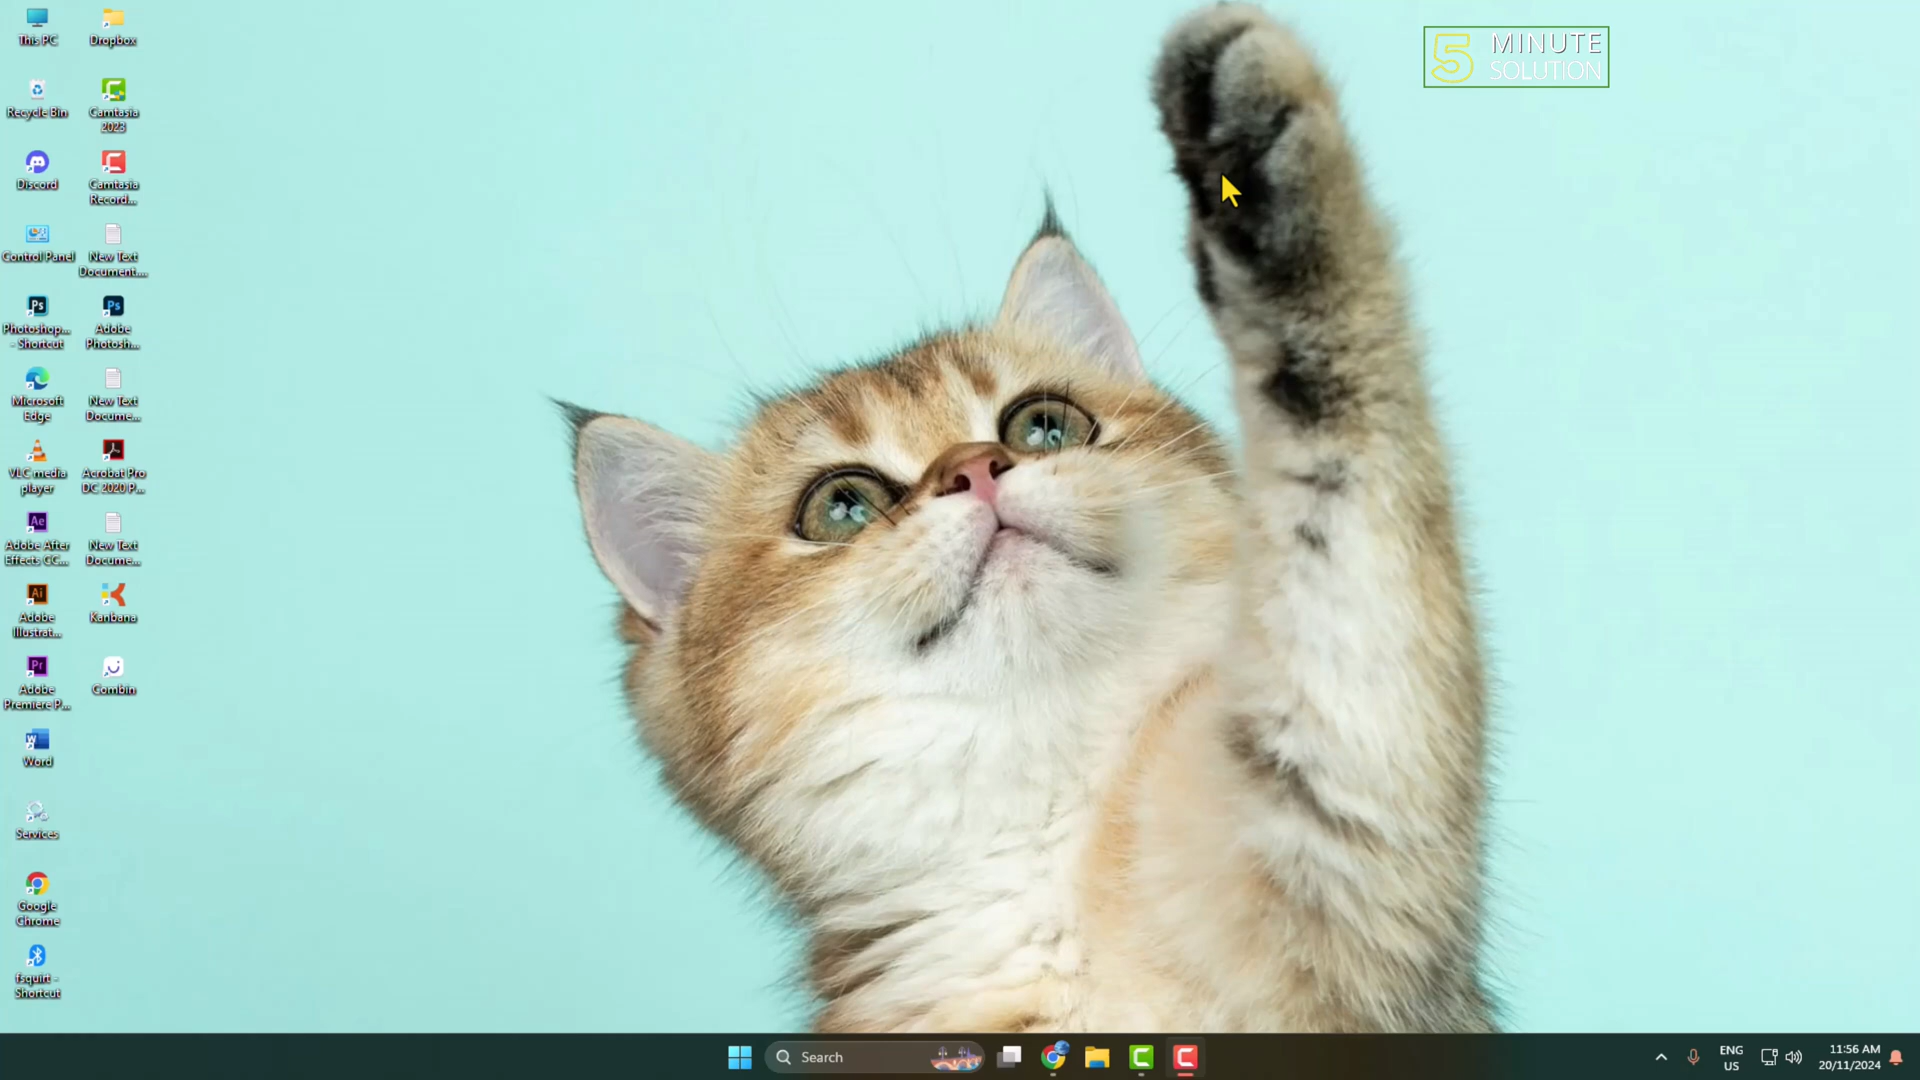 This PC
Dropbox
Recycle Bin
Camtasia
2023
Discord
Camtasia
Record...
Control Panel
New Text
Document....
Photoshop...
- Shortcut
Adobe
Photosh...
Microsoft
Edge
New Text
Docume...
VLC media
player
Acrobat Pro
DC 2020 P...
Adobe After
Effects CC...
New Text
Docume...
Adobe
Illustrat...
Kanbana
Adobe
Premiere P...
Combin
Word
Services
Google
Chrome
fsquirt -
Shortcut
5 MINUTE
SOLUTION
Search
ENG
US
11:56 AM
20/11/2024